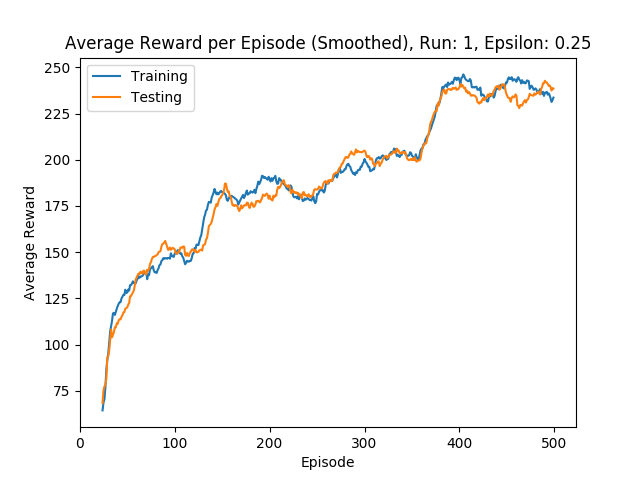 Average Reward per Episode (Smoothed), Run: 1, Epsilon: 0.25
Training
Testing
250
225
200
175
150
125
100
75
Average Reward
0 100 200 300 400 500
Episode